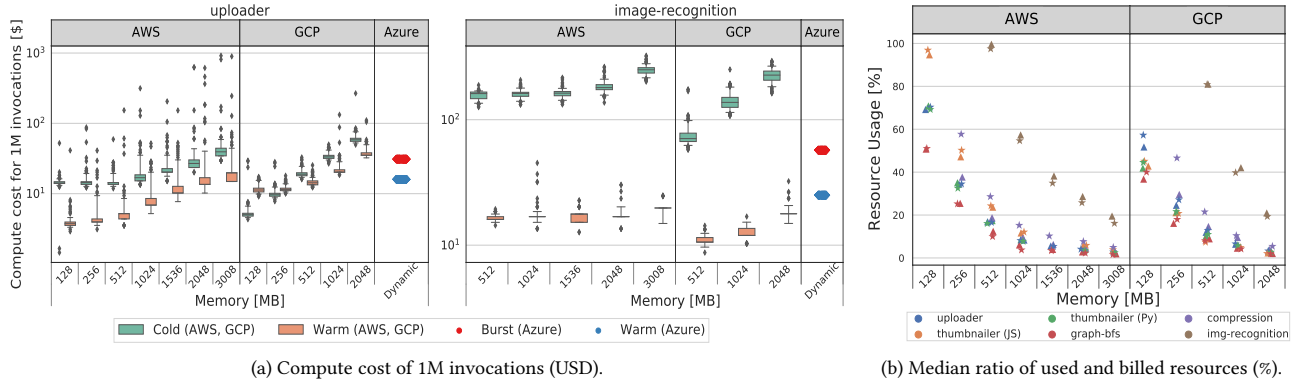 uploader
AWS
GCP
Azure
Compute cost for 1M invocations [$]
10³
10²
10¹
128
256
512
1024
1536
2048
3008
128
256
512
1024
2048
Dynamic
Memory [MB]
image-recognition
AWS
GCP
Azure
10²
10¹
512
1024
1536
2048
3008
512
1024
2048
Dynamic
Memory [MB]
Cold (AWS, GCP)
Warm (AWS, GCP)
Burst (Azure)
Warm (Azure)
(a) Compute cost of 1M invocations (USD).
AWS
GCP
Resource Usage [%]
100
80
60
40
20
0
128
256
512
1024
1536
2048
3008
128
256
512
1024
2048
Memory [MB]
uploader
thumbnailer (Py)
compression
thumbnailer (JS)
graph-bfs
img-recognition
(b) Median ratio of used and billed resources (%).